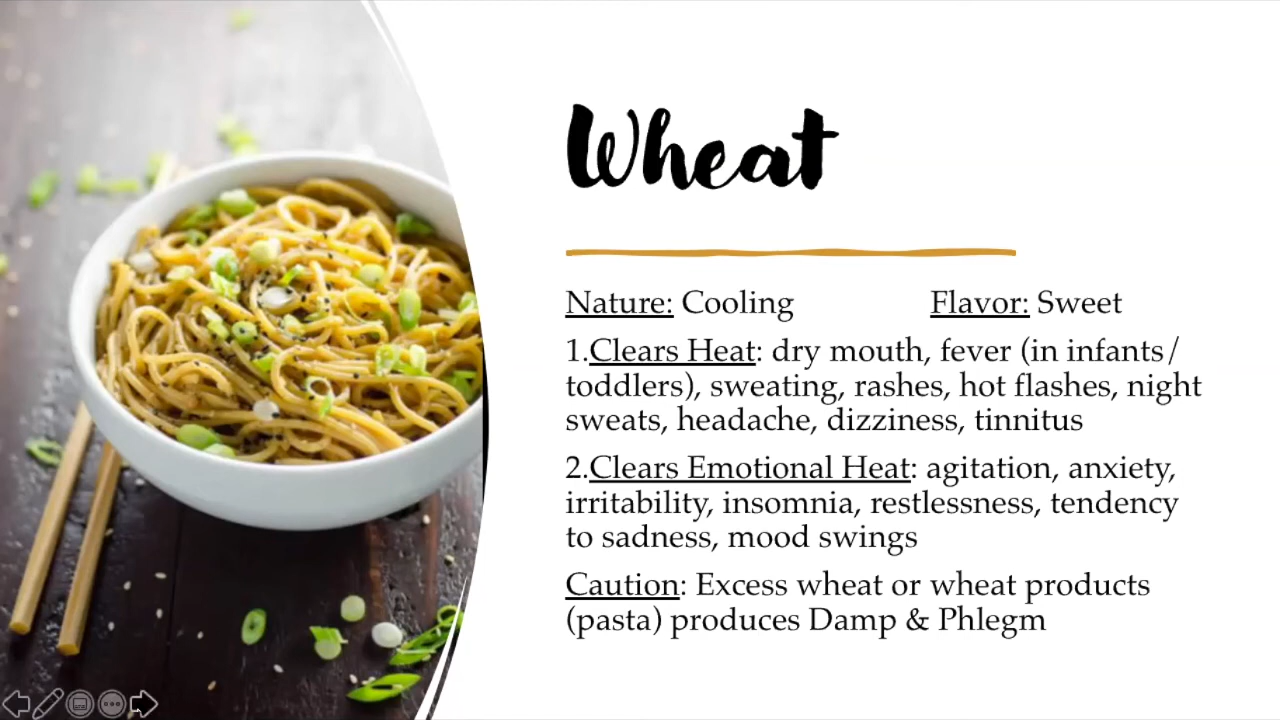 Wheat
Nature: Cooling Flavor: Sweet
1.Clears Heat: dry mouth, fever (in infants/
toddlers), sweating, rashes, hot flashes, night
sweats, headache, dizziness, tinnitus
2.Clears Emotional Heat: agitation, anxiety,
irritability, insomnia, restlessness, tendency
to sadness, mood swings
Caution: Excess wheat or wheat products
(pasta) produces Damp & Phlegm